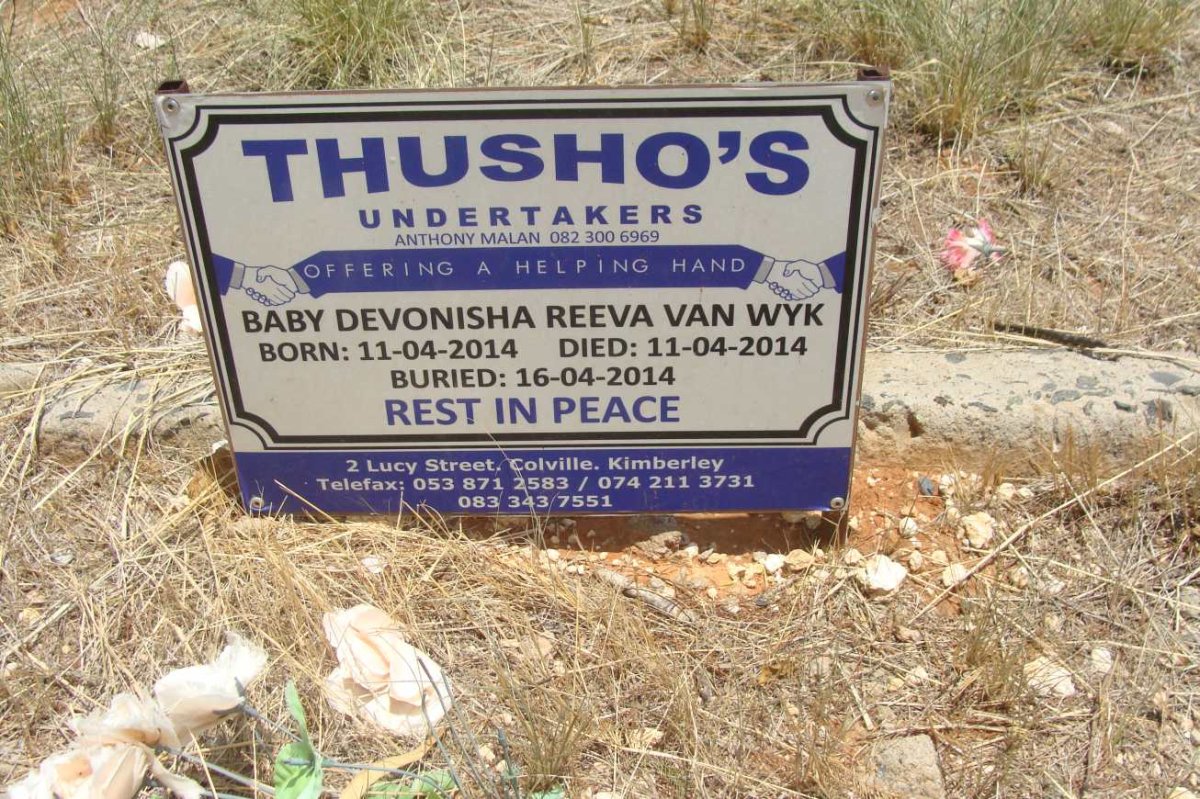 THUSHO'S
UNDERTAKERS
ANTHONY MALAN 082 300 6969
OFFERING A HELPING HAND
BABY DEVONISHA REEVA VAN WYK
BORN: 11-04-2014 DIED: 11-04-2014
BURIED: 16-04-2014
REST IN PEACE
2 Lucy Street. Colville. Kimberley
Telefax: 053 871 2583 / 074 211 3731
083 343 7551